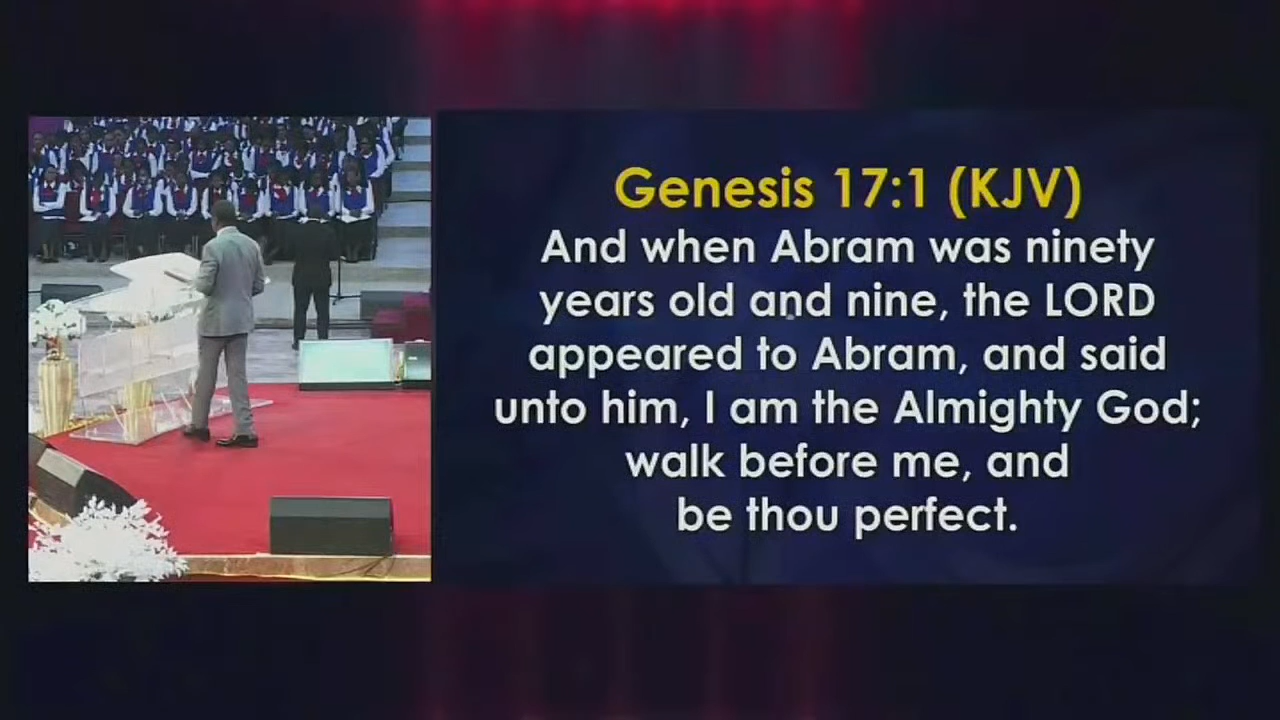 Genesis 17:1 (KJV)
And when Abram was ninety
years old and nine, the LORD
appeared to Abram, and said
unto him, I am the Almighty God;
walk before me, and
be thou perfect.